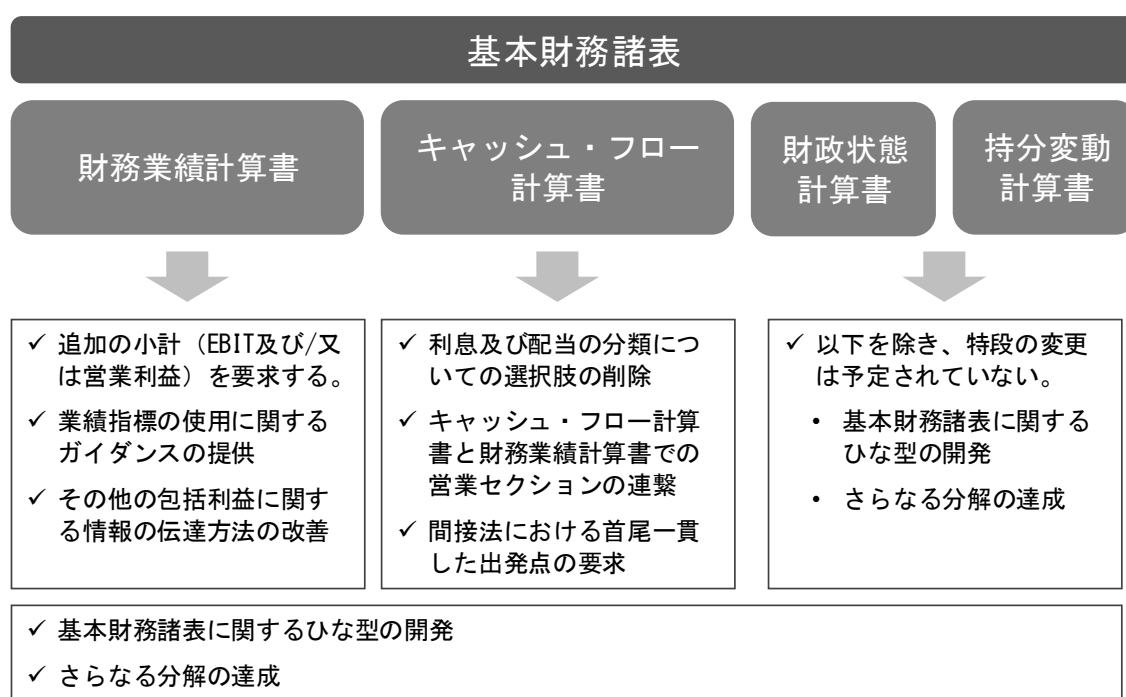 基本財務諸表
財務業績計算書
キャッシュ・フロー
計算書
財政状態
計算書
持分変動
計算書
✓ 追加の小計（EBIT及び/又
は営業利益）を要求する。
✓ 業績指標の使用に関する
ガイダンスの提供
✓ その他の包括利益に関す
る情報の伝達方法の改善
✓ 利息及び配当の分類につ
いての選択肢の削除
✓ キャッシュ・フロー計算
書と財務業績計算書での
営業セクションの連繋
✓ 間接法における首尾一貫
した出発点の要求
✓ 以下を除き、特段の変更
は予定されていない。
• 基本財務諸表に関する
ひな型の開発
• さらなる分解の達成
✓ 基本財務諸表に関するひな型の開発
✓ さらなる分解の達成